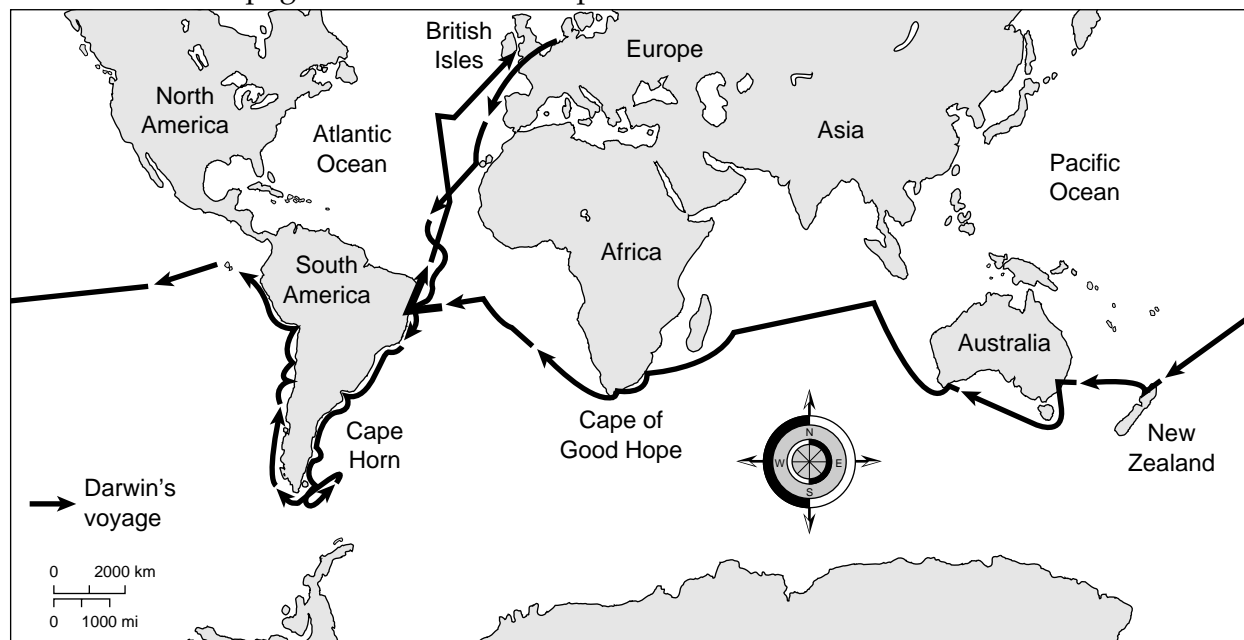 British
Isles
Europe
North
America
Atlantic
Ocean
Asia
Pacific
Ocean
Africa
South
America
Australia
Cape
Horn
Cape of
Good Hope
New
Zealand
N
W
E
S
Darwin's
voyage
0 2000 km
0 1000 mi